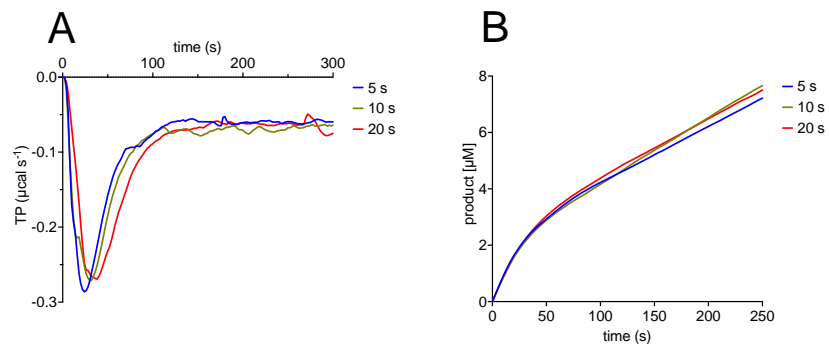 A
time (s)
0 100 200 300
0.0
-0.1
-0.2
-0.3
TP (µcal s⁻¹)
5 s
10 s
20 s
B
8
6
4
2
0
product [µM]
0 50 100 150 200 250
time (s)
5 s
10 s
20 s